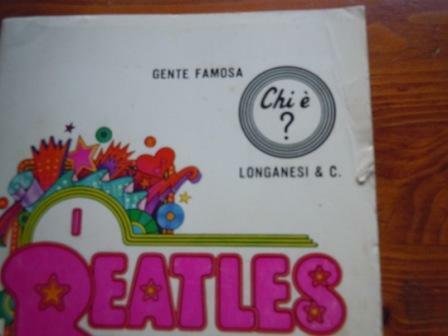 GENTE FAMOSA
Chi è
?
LONGANESI & C.
I
BEATLES